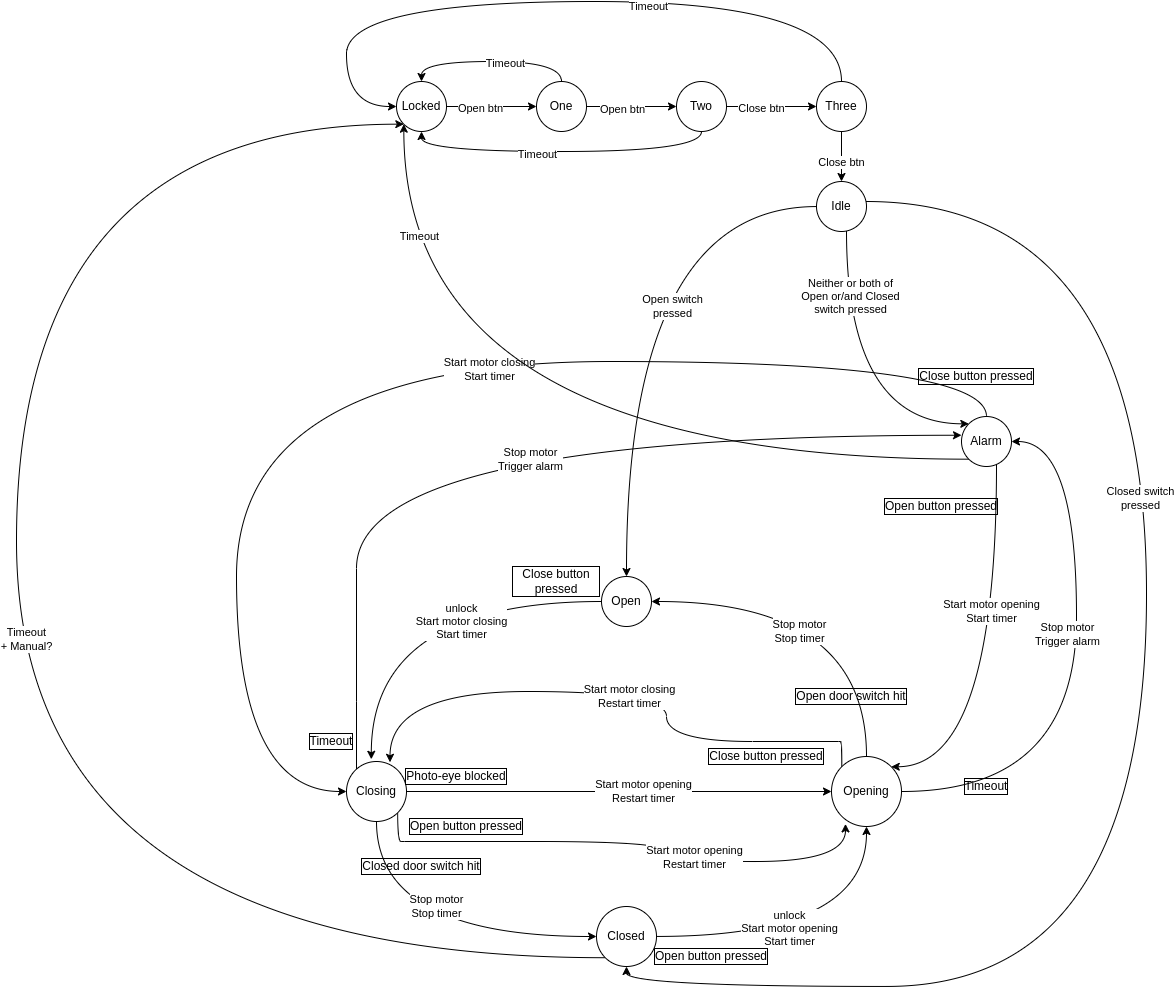 Timeout
Timeout
Locked
Open btn
One
Open btn
Two
Close btn
Three
Timeout
Close btn
Idle
Timeout
Neither or both of
Open or/and Closed
switch pressed
Open switch
pressed
Start motor closing
Start timer
Close button pressed
Alarm
Stop motor
Trigger alarm
Closed switch
pressed
Open button pressed
Close button
pressed
Open
unlock
Start motor closing
Start timer
Start motor opening
Start timer
Stop motor
Stop timer
Stop motor
Trigger alarm
Timeout
+ Manual?
Start motor closing
Restart timer
Open door switch hit
Timeout
Close button pressed
Photo-eye blocked
Closing
Start motor opening
Restart timer
Opening
Timeout
Open button pressed
Start motor opening
Restart timer
Closed door switch hit
Stop motor
Stop timer
Closed
unlock
Start motor opening
Start timer
Open button pressed